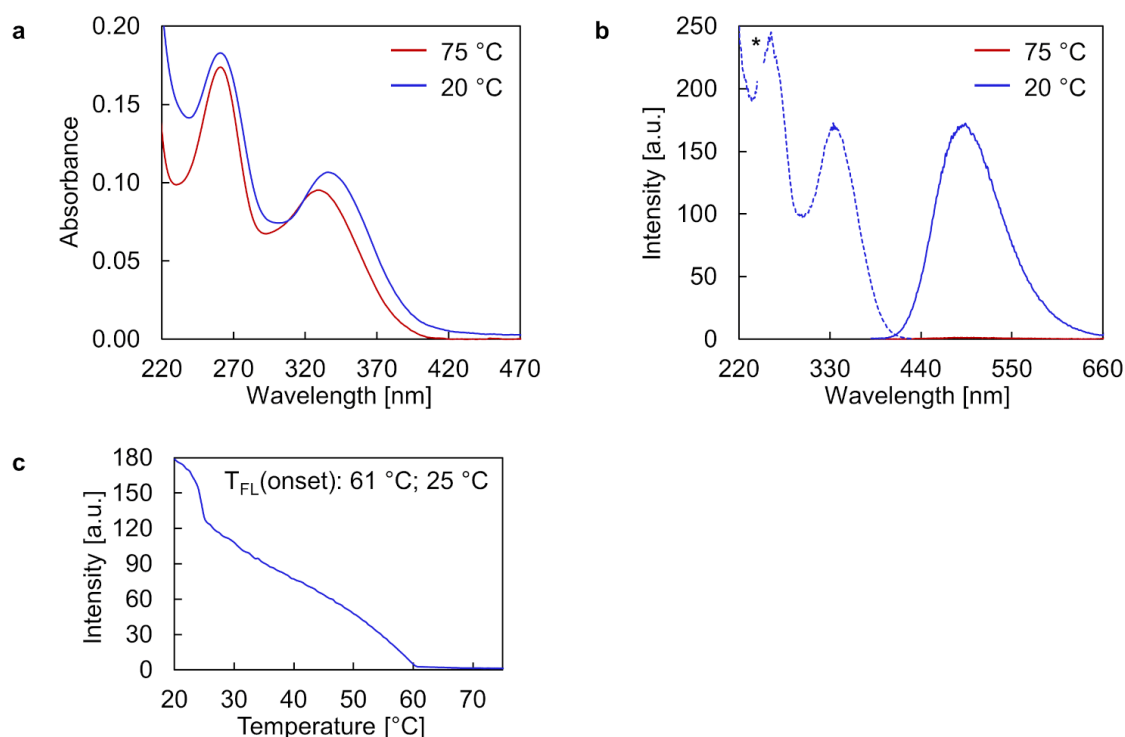 a
0.20
0.15
0.10
0.05
0.00
Absorbance
75 °C
20 °C
220 270 320 370 420 470
Wavelength [nm]
b
250
200
150
100
50
0
Intensity [a.u.]
*
75 °C
20 °C
220 330 440 550 660
Wavelength [nm]
c
180
150
120
90
60
30
0
Intensity [a.u.]
T_FL(onset): 61 °C; 25 °C
20 30 40 50 60 70
Temperature [°C]